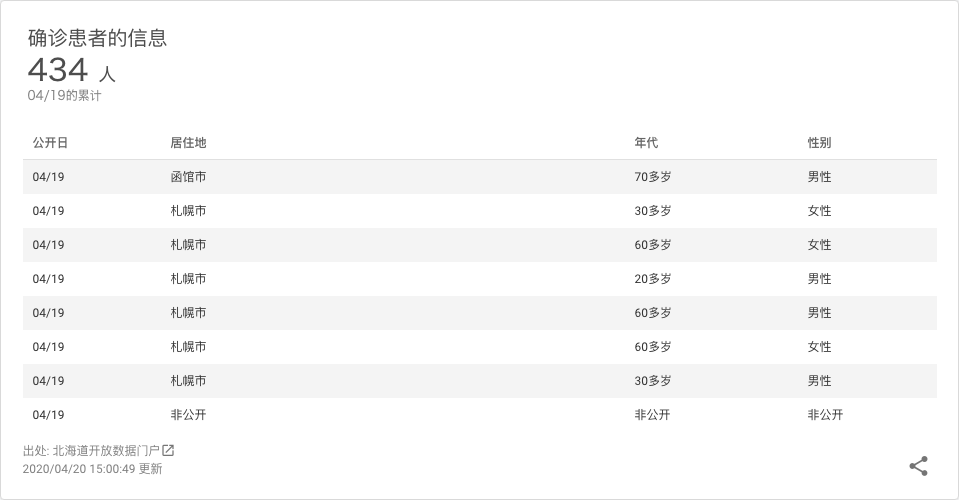 确诊患者的信息
434 人
04/19的累计
公开日 居住地 年代 性别
04/19 函馆市 70多岁 男性
04/19 札幌市 30多岁 女性
04/19 札幌市 60多岁 女性
04/19 札幌市 20多岁 男性
04/19 札幌市 60多岁 男性
04/19 札幌市 60多岁 女性
04/19 札幌市 30多岁 男性
04/19 非公开 非公开 非公开
出处: 北海道开放数据门户
2020/04/20 15:00:49 更新